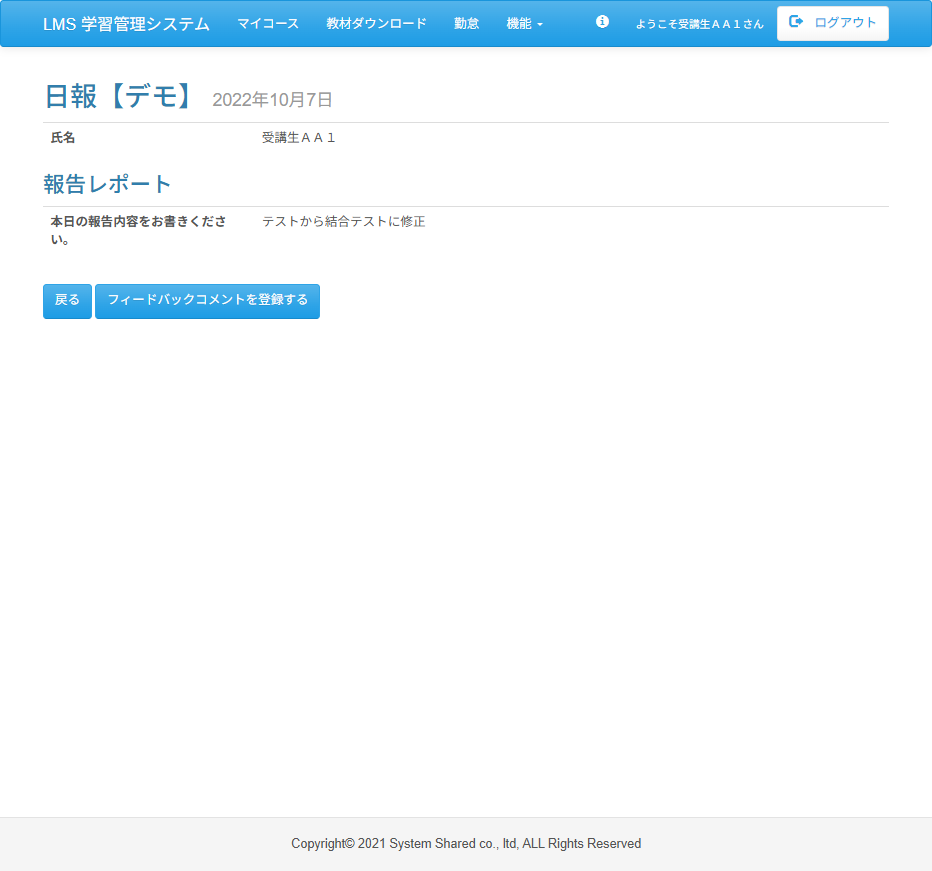 LMS 学習管理システム マイコース 教材ダウンロード 勤怠 機能 ようこそ受講生ＡＡ１さん ログアウト
日報【デモ】 2022年10月7日
氏名 受講生ＡＡ１
報告レポート
本日の報告内容をお書きくださ テストから結合テストに修正
い。
戻る フィードバックコメントを登録する
Copyright© 2021 System Shared co., ltd, ALL Rights Reserved